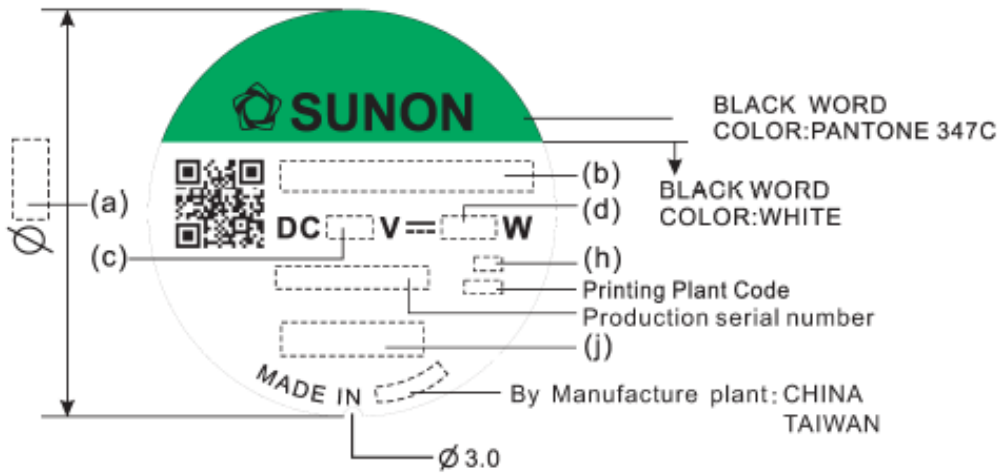 SUNON
BLACK WORD
COLOR:PANTONE 347C
(b)
BLACK WORD
COLOR:WHITE
(a)
(d)
DC V W
(c)
(h)
Printing Plant Code
Production serial number
(j)
MADE IN
By Manufacture plant: CHINA
TAIWAN
Ø
Ø 3.0